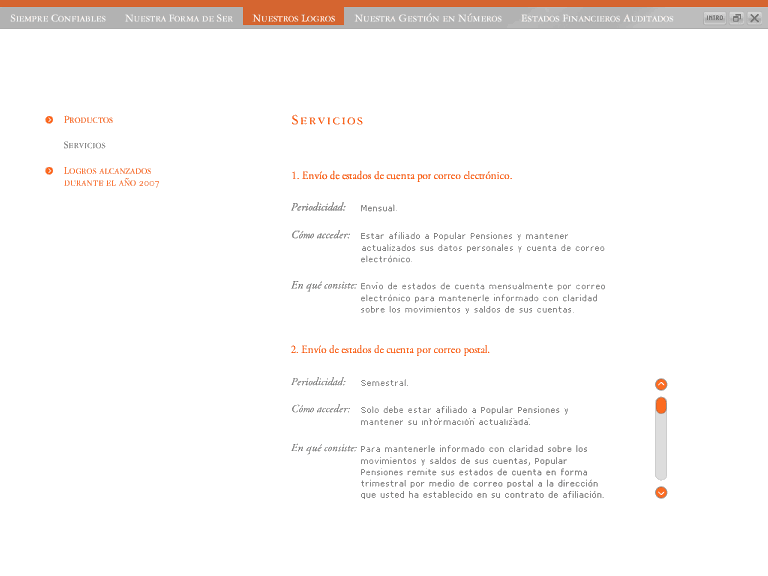 Siempre Confiables
Nuestra Forma de Ser
Nuestros Logros
Nuestra Gestión en Números
Estados Financieros Auditados
INTRO
Productos
Servicios
Logros alcanzados
durante el año 2007
Servicios
1. Envío de estados de cuenta por correo electrónico.
Periodicidad: Mensual.
Cómo acceder: Estar afiliado a Popular Pensiones y mantener
actualizados sus datos personales y cuenta de correo
electrónico.
En qué consiste: Envío de estados de cuenta mensualmente por correo
electrónico para mantenerle informado con claridad
sobre los movimientos y saldos de sus cuentas.
2. Envío de estados de cuenta por correo postal.
Periodicidad: Semestral.
Cómo acceder: Solo debe estar afiliado a Popular Pensiones y
mantener su información actualizada.
En qué consiste: Para mantenerle informado con claridad sobre los
movimientos y saldos de sus cuentas, Popular
Pensiones remite sus estados de cuenta en forma
trimestral por medio de correo postal a la dirección
que usted ha establecido en su contrato de afiliación.